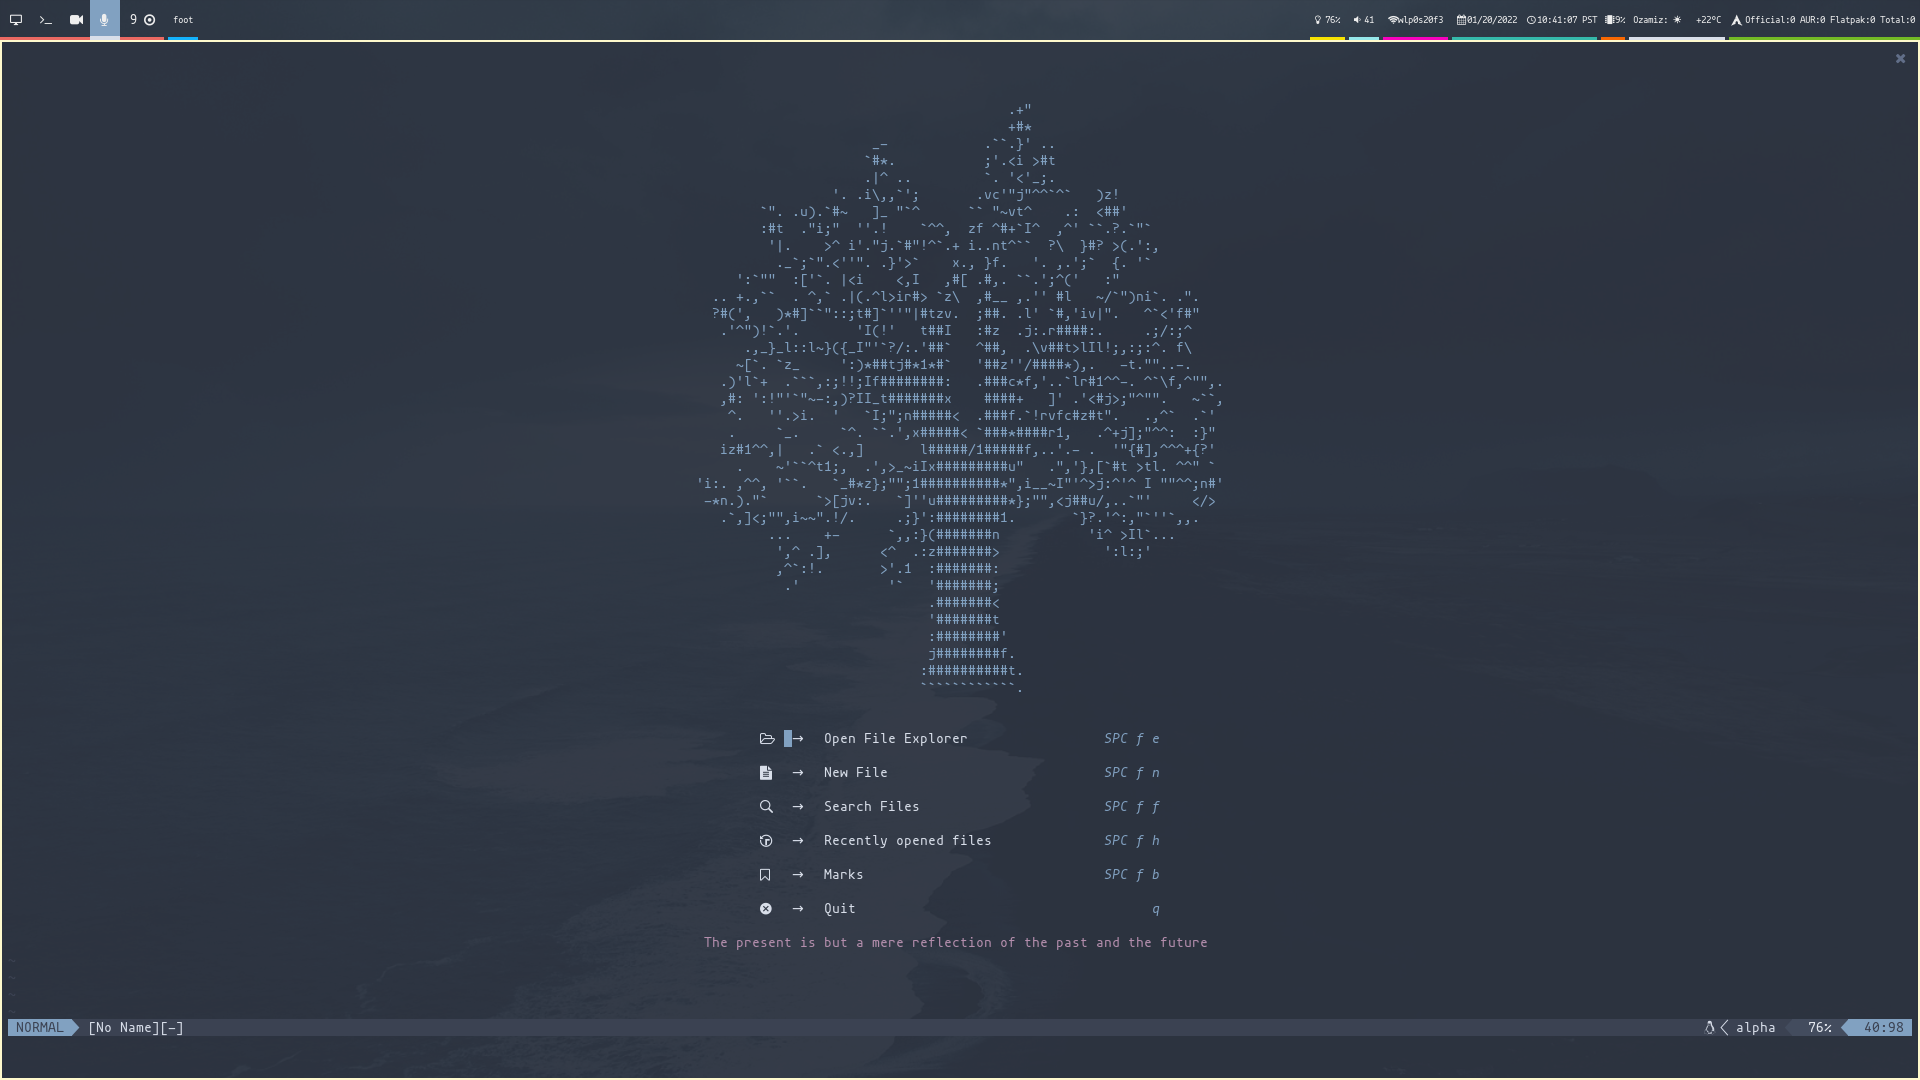 9 foot 76% 41 wlp0s20f3 01/20/2022 10:41:07 PST 9% Ozamiz: ☀ +22°C Official:0 AUR:0 Flatpak:0 Total:0
→ Open File Explorer SPC f e
→ New File SPC f n
→ Search Files SPC f f
→ Recently opened files SPC f h
→ Marks SPC f b
→ Quit q
The present is but a mere reflection of the past and the future
~
~
~
NORMAL [No Name][-] alpha 76% 40:98